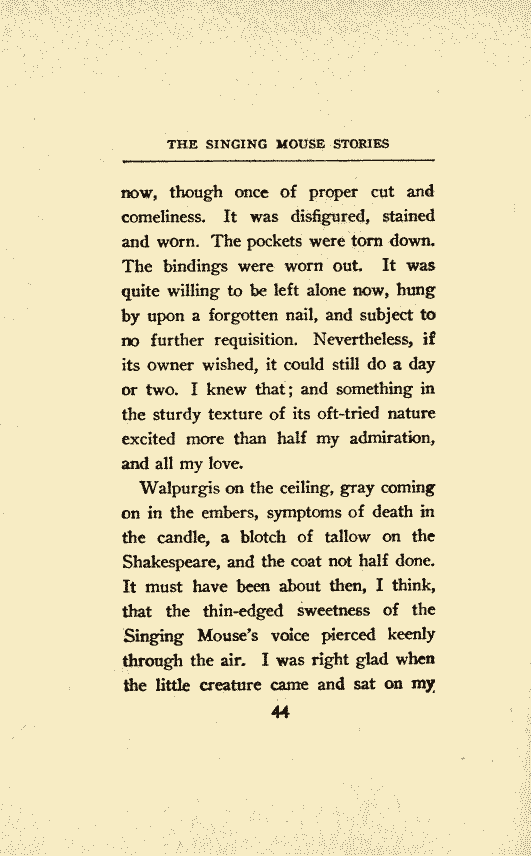 THE SINGING MOUSE STORIES
now, though once of proper cut and
comeliness. It was disfigured, stained
and worn. The pockets were torn down.
The bindings were worn out. It was
quite willing to be left alone now, hung
by upon a forgotten nail, and subject to
no further requisition. Nevertheless, if
its owner wished, it could still do a day
or two. I knew that; and something in
the sturdy texture of its oft-tried nature
excited more than half my admiration,
and all my love.
Walpurgis on the ceiling, gray coming
on in the embers, symptoms of death in
the candle, a blotch of tallow on the
Shakespeare, and the coat not half done.
It must have been about then, I think,
that the thin-edged sweetness of the
Singing Mouse's voice pierced keenly
through the air. I was right glad when
the little creature came and sat on my
44